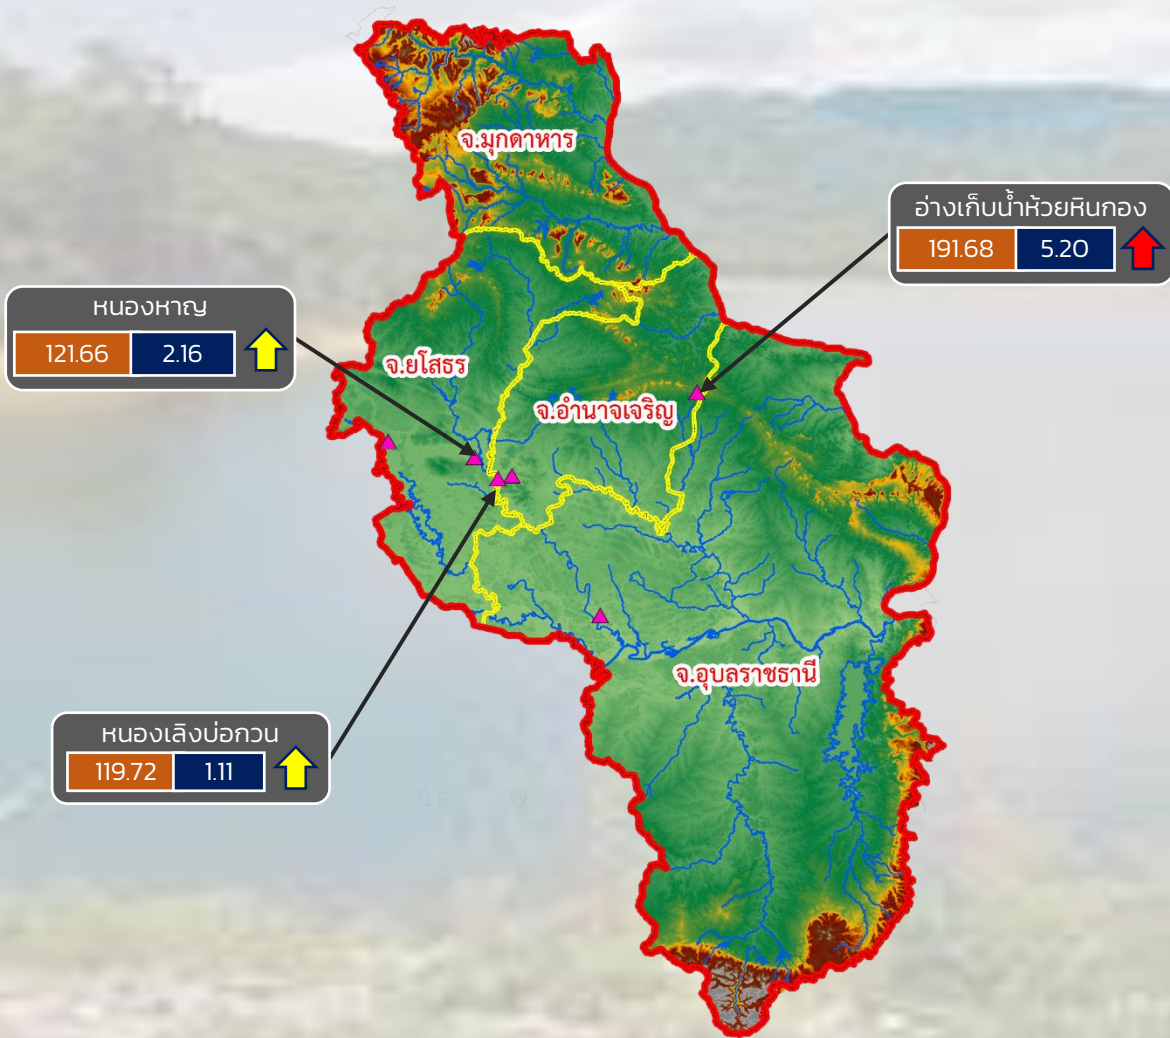 จ.มุกดาหาร
อ่างเก็บน้ำห้วยหินกอง
191.68 5.20
หนองหาญ
121.66 2.16
จ.ยโสธร
จ.อำนาจเจริญ
จ.อุบลราชธานี
หนองเลิงบ่อกวน
119.72 1.11